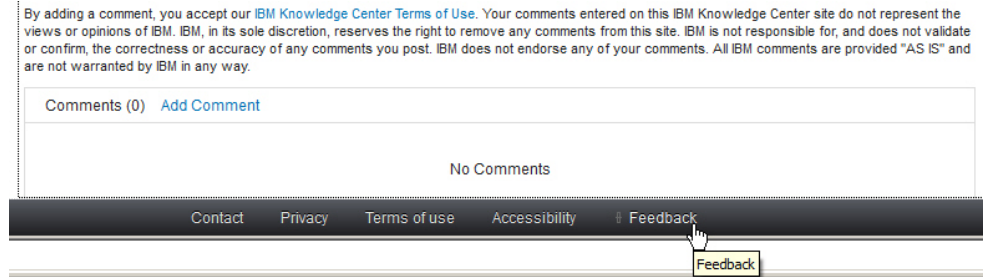 By adding a comment, you accept our IBM Knowledge Center Terms of Use. Your comments entered on this IBM Knowledge Center site do not represent the
views or opinions of IBM. IBM, in its sole discretion, reserves the right to remove any comments from this site. IBM is not responsible for, and does not validate
or confirm, the correctness or accuracy of any comments you post. IBM does not endorse any of your comments. All IBM comments are provided "AS IS" and
are not warranted by IBM in any way.
Comments (0) Add Comment
No Comments
Contact Privacy Terms of use Accessibility Feedback
Feedback